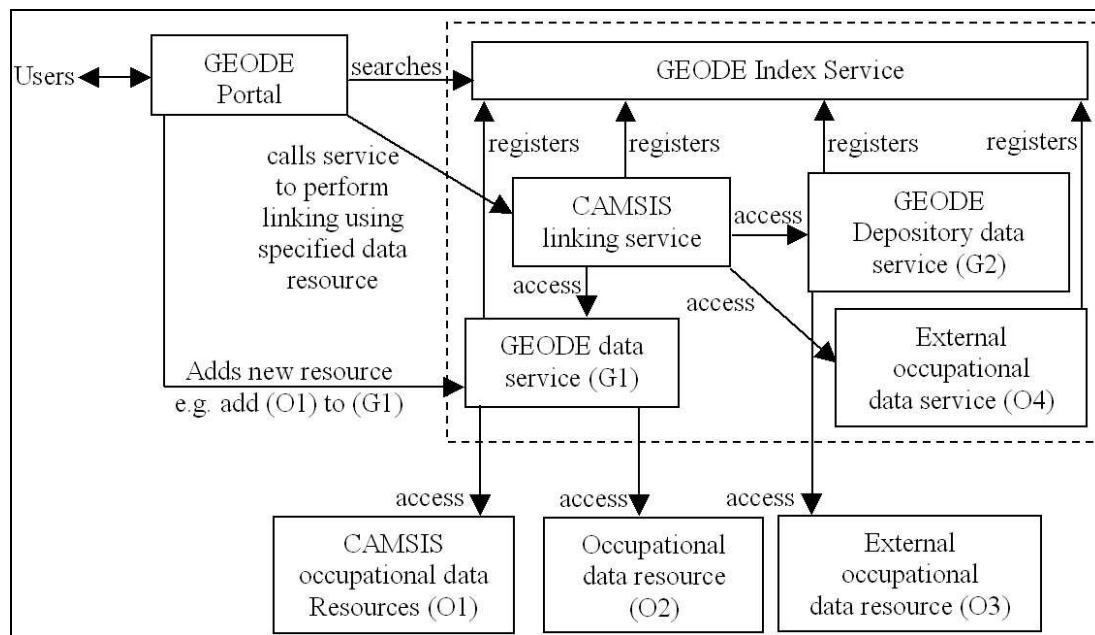 Users
GEODE
Portal
searches
GEODE Index Service
registers
registers
registers
registers
calls service
to perform
linking using
specified data
resource
CAMSIS
linking service
access
GEODE
Depository data
service (G2)
access
access
GEODE data
service (G1)
External
occupational
data service (O4)
Adds new resource
e.g. add (O1) to (G1)
access
access
access
CAMSIS
occupational data
Resources (O1)
Occupational
data resource
(O2)
External
occupational
data resource (O3)